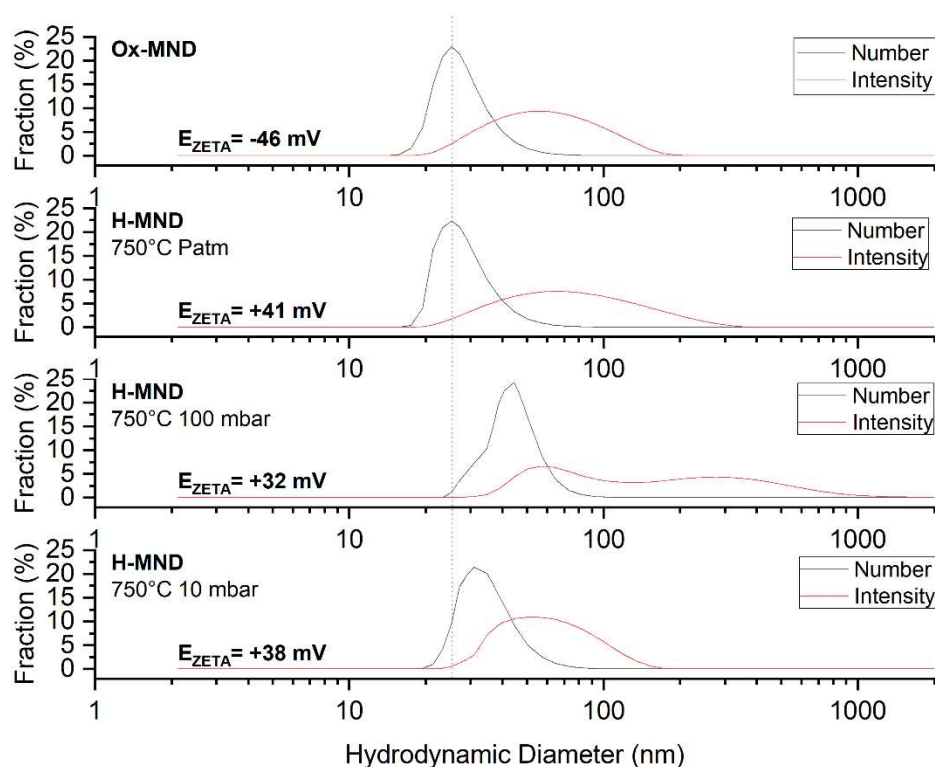 Fraction (%)
25
20
15
10
5
0
Ox-MND
E_ZETA= -46 mV
Number
Intensity
1 10 100 1000
Fraction (%)
25
20
15
10
5
0
H-MND
750°C Patm
E_ZETA= +41 mV
Number
Intensity
1 10 100 1000
Fraction (%)
25
20
15
10
5
0
H-MND
750°C 100 mbar
E_ZETA= +32 mV
Number
Intensity
1 10 100 1000
Fraction (%)
25
20
15
10
5
0
H-MND
750°C 10 mbar
E_ZETA= +38 mV
Number
Intensity
1 10 100 1000
Hydrodynamic Diameter (nm)